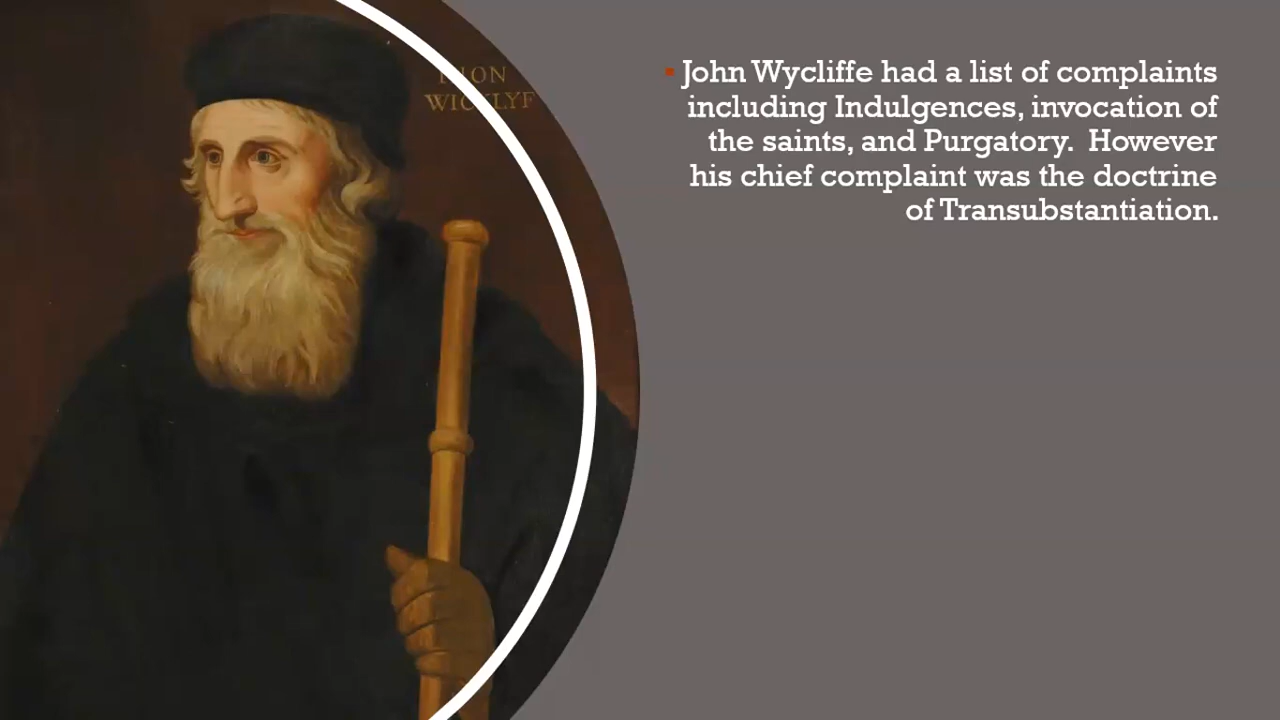 WICKLYF
▪ John Wycliffe had a list of complaints
including Indulgences, invocation of
the saints, and Purgatory.  However
his chief complaint was the doctrine
of Transubstantiation.